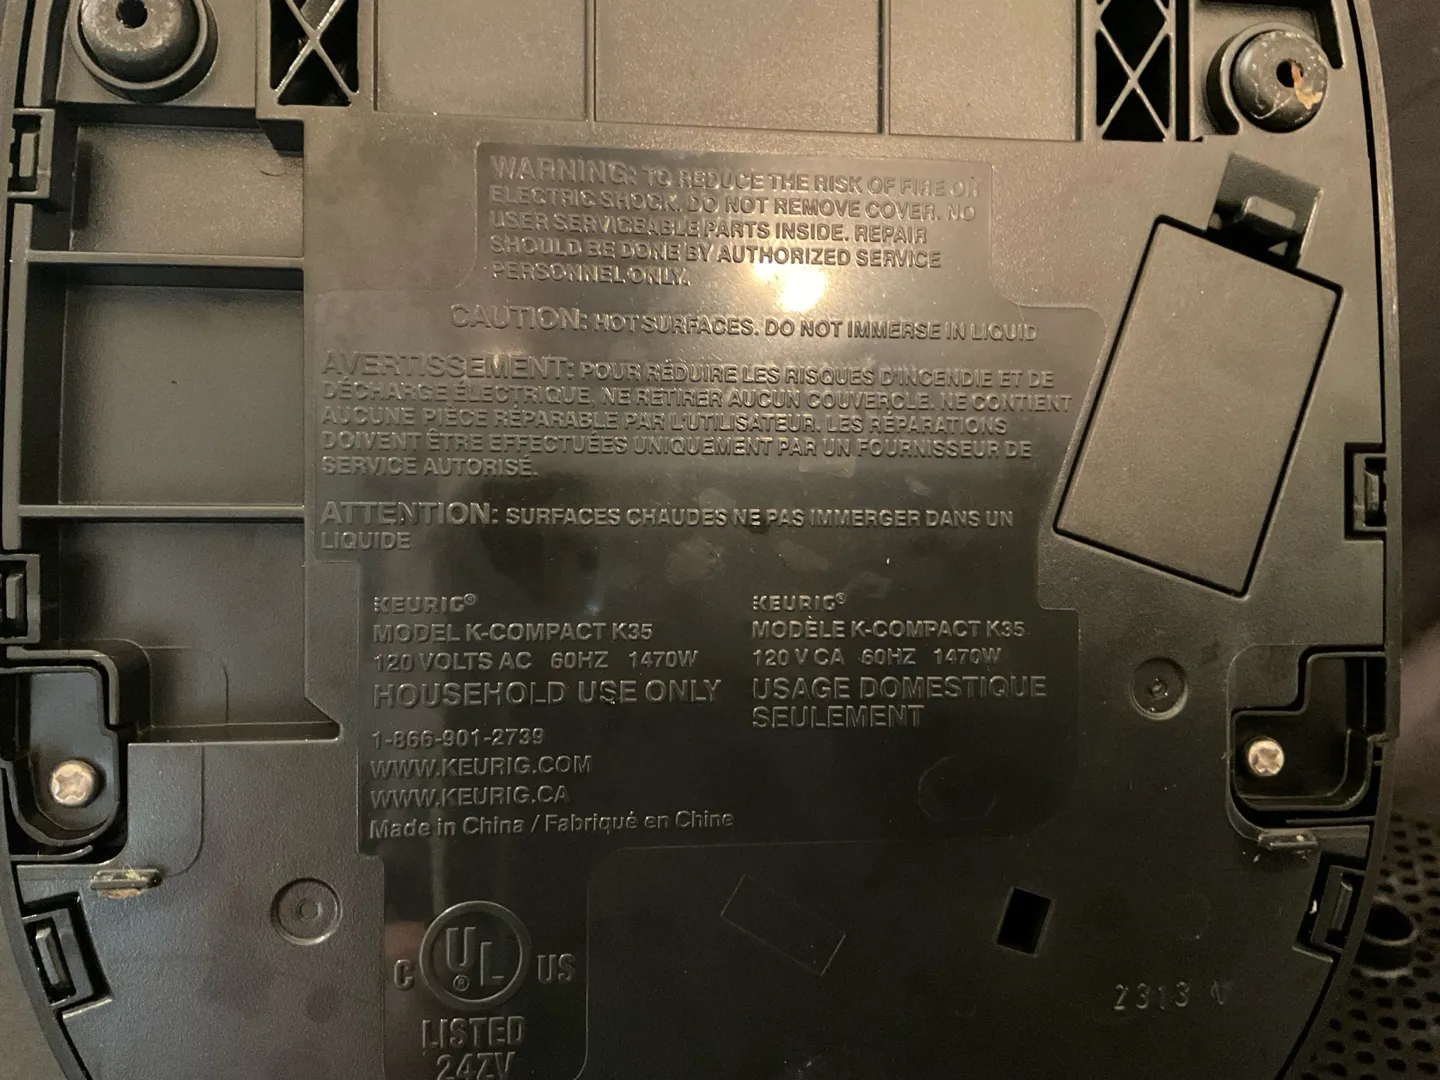 WARNING: TO REDUCE THE RISK OF FIRE OR
ELECTRIC SHOCK, DO NOT REMOVE COVER. NO
USER SERVICEABLE PARTS INSIDE. REPAIR
SHOULD BE DONE BY AUTHORIZED SERVICE
PERSONNEL ONLY.
CAUTION: HOT SURFACES. DO NOT IMMERSE IN LIQUID
AVERTISSEMENT: POUR RÉDUIRE LES RISQUES D'INCENDIE ET DE
DÉCHARGE ÉLECTRIQUE, NE RETIRER AUCUN COUVERCLE. NE CONTIENT
AUCUNE PIÈCE RÉPARABLE PAR L'UTILISATEUR. LES RÉPARATIONS
DOIVENT ÊTRE EFFECTUÉES UNIQUEMENT PAR UN FOURNISSEUR DE
SERVICE AUTORISÉ.
ATTENTION: SURFACES CHAUDES NE PAS IMMERGER DANS UN
LIQUIDE
KEURIG®
MODEL K-COMPACT K35
120 VOLTS AC 60HZ 1470W
HOUSEHOLD USE ONLY
KEURIG®
MODÈLE K-COMPACT K35
120 V CA 60HZ 1470W
USAGE DOMESTIQUE
SEULEMENT
1-866-901-2739
WWW.KEURIG.COM
WWW.KEURIG.CA
Made in China / Fabriqué en Chine
C UL® US
LISTED
24ZV
2313